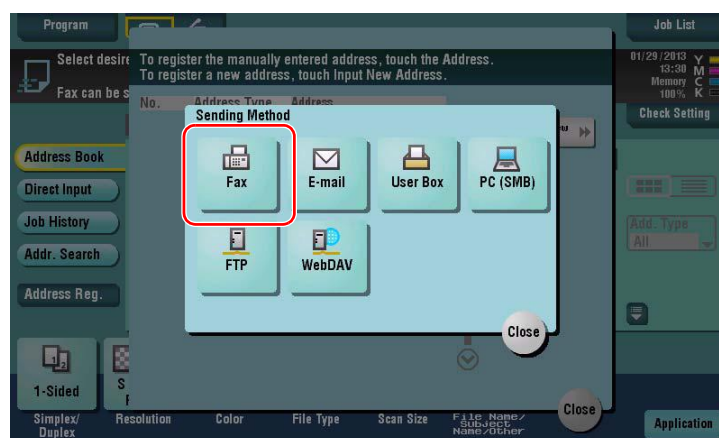 Program
Job List
Select desire
Fax can be s
To register the manually entered address, touch the Address.
To register a new address, touch Input New Address.
No. Address Type Address
01/29/2013
13:30
Memory
100%
Y
M
C
K
Check Setting
Sending Method
Fax
E-mail
User Box
PC (SMB)
FTP
WebDAV
Close
Address Book
Direct Input
Job History
Addr. Search
Address Reg.
Add. Type
All
1-Sided
S
Close
Simplex/
Duplex
Resolution
Color
File Type
Scan Size
File Name/
Subject
Name/Other
Application